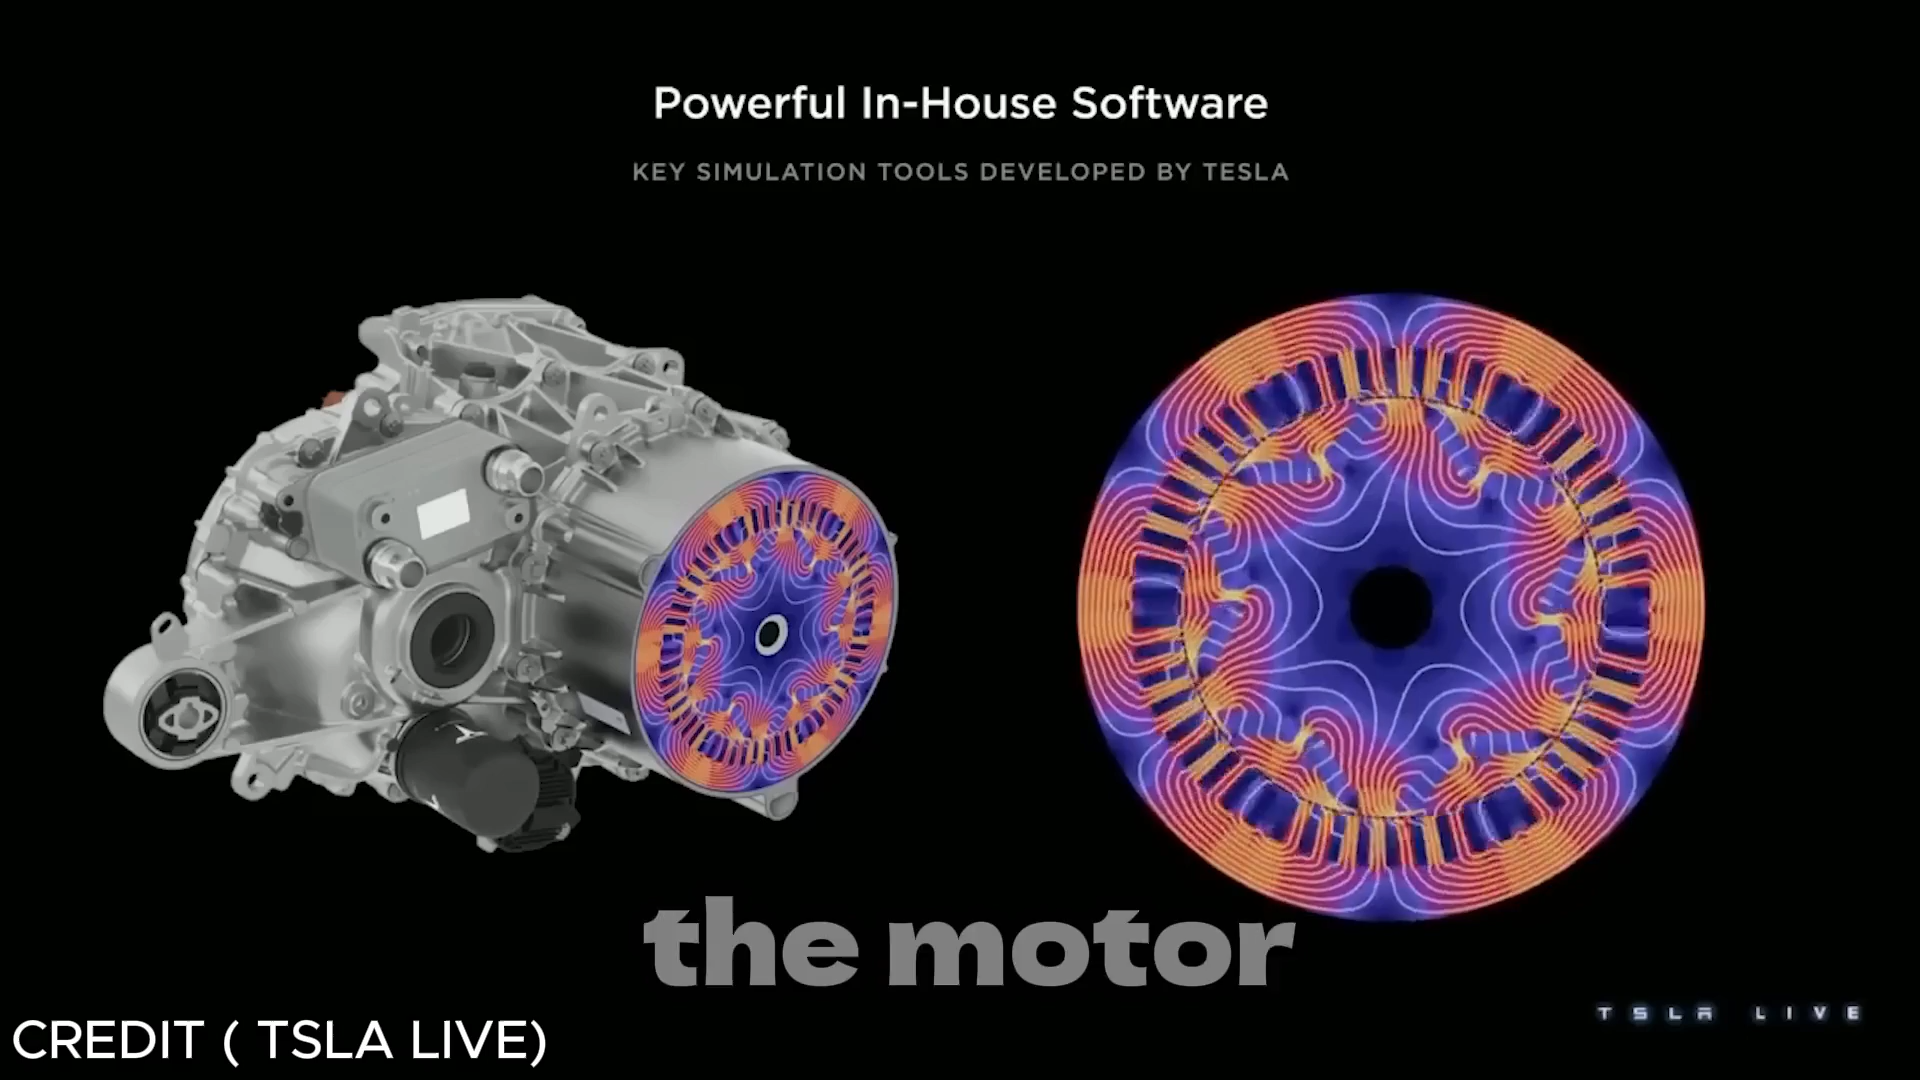 Powerful In-House Software
KEY SIMULATION TOOLS DEVELOPED BY TESLA
the motor
TSLA LIVE
CREDIT ( TSLA LIVE)